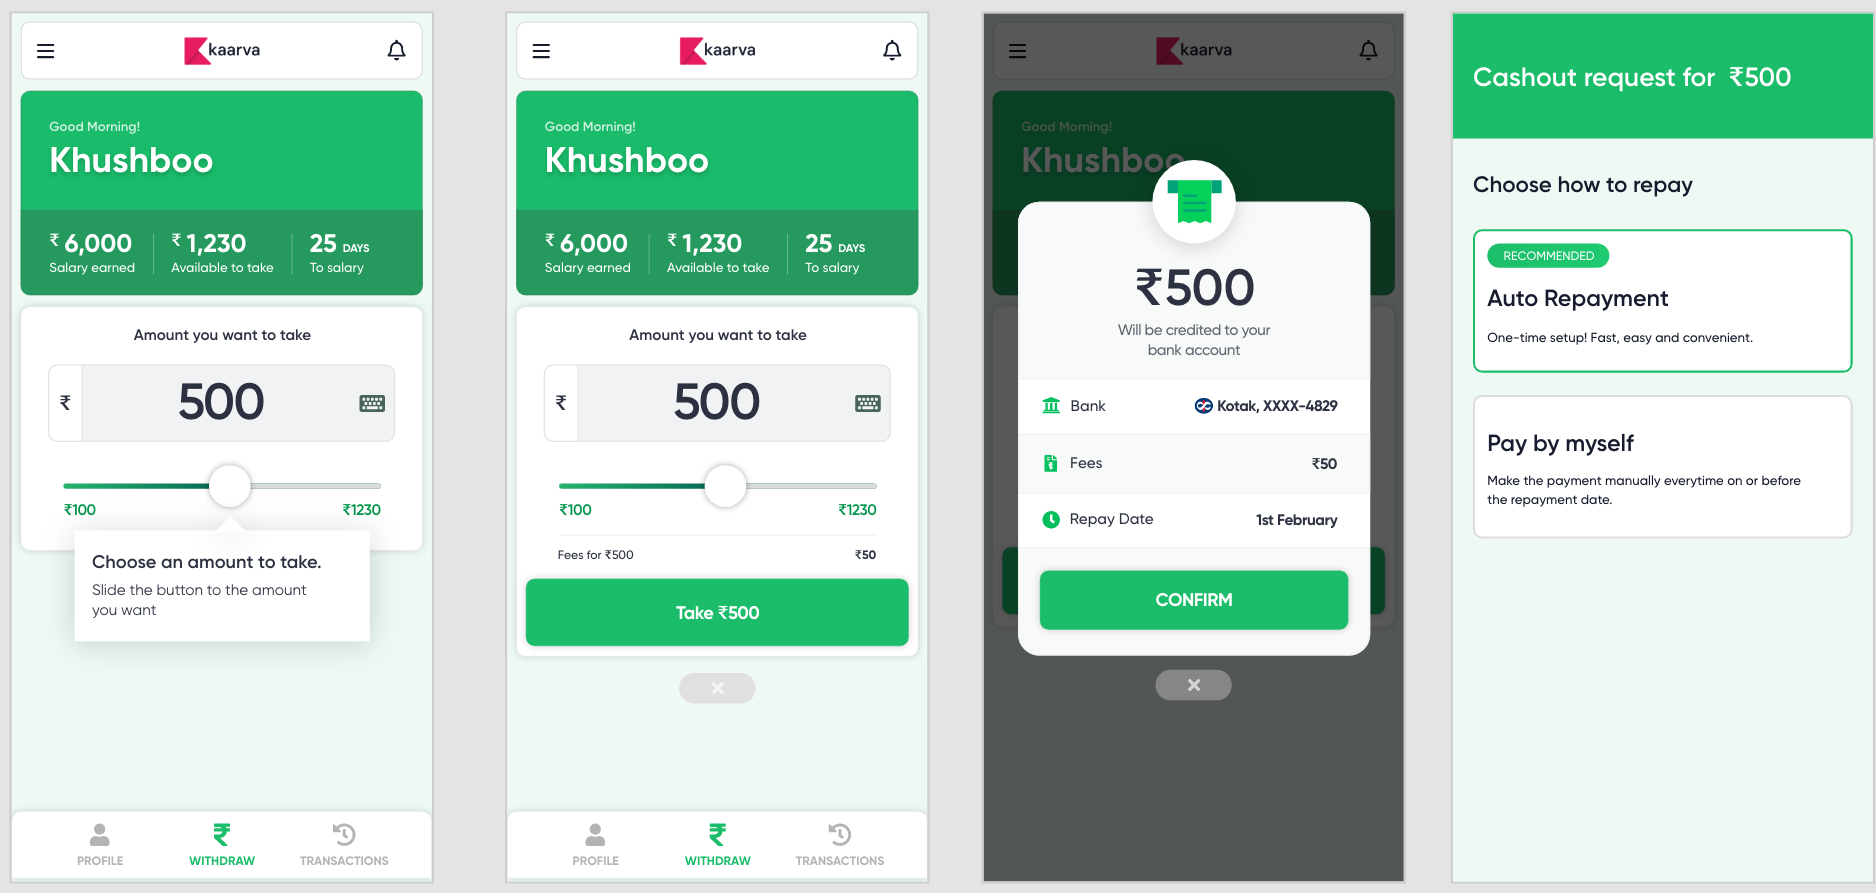 kaarva
Good Morning!
Khushboo
₹ 6,000
Salary earned
₹ 1,230
Available to take
25 DAYS
To salary
Amount you want to take
₹ 500
₹100 ₹1230
Choose an amount to take.
Slide the button to the amount
you want
PROFILE WITHDRAW TRANSACTIONS
kaarva
Good Morning!
Khushboo
₹ 6,000
Salary earned
₹ 1,230
Available to take
25 DAYS
To salary
Amount you want to take
₹ 500
₹100 ₹1230
Fees for ₹500 ₹50
Take ₹500
PROFILE WITHDRAW TRANSACTIONS
kaarva
Good Morning!
Khushboo
₹500
Will be credited to your
bank account
Bank Kotak, XXXX-4829
Fees ₹50
Repay Date 1st February
CONFIRM
Cashout request for ₹500
Choose how to repay
RECOMMENDED
Auto Repayment
One-time setup! Fast, easy and convenient.
Pay by myself
Make the payment manually everytime on or before
the repayment date.